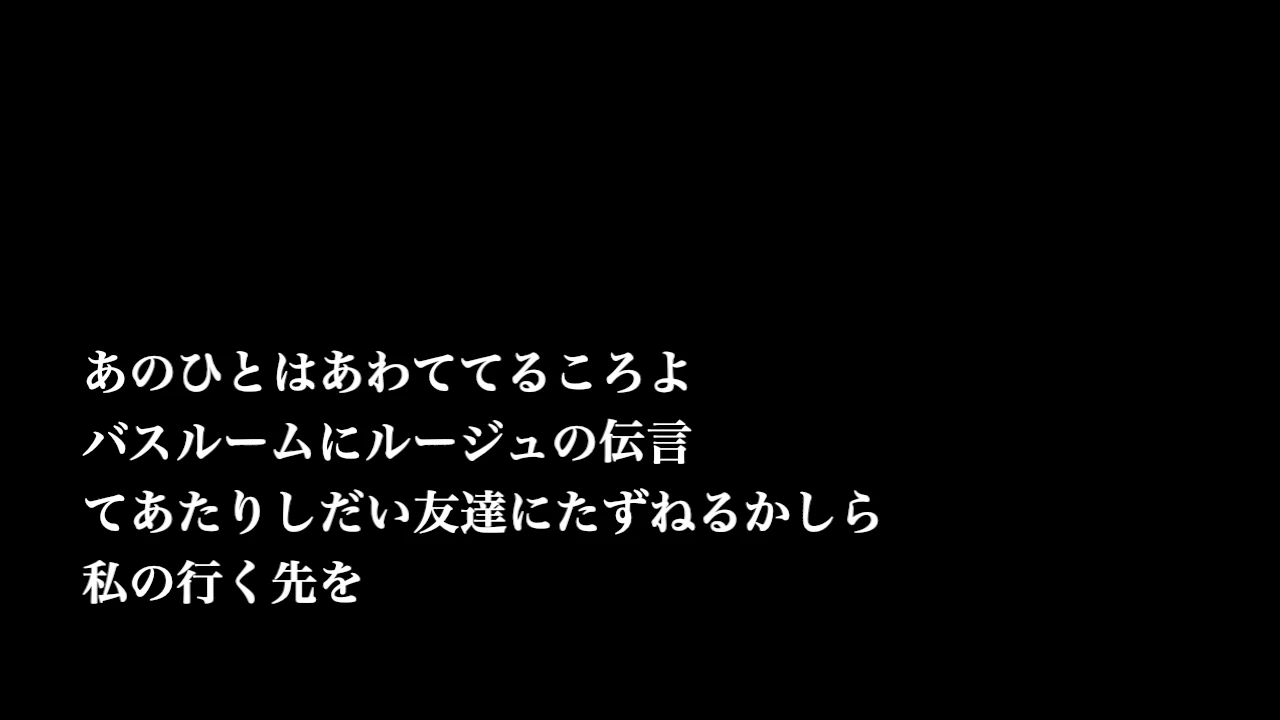 あのひとはあわててるころよ
バスルームにルージュの伝言
てあたりしだい友達にたずねるかしら
私の行く先を